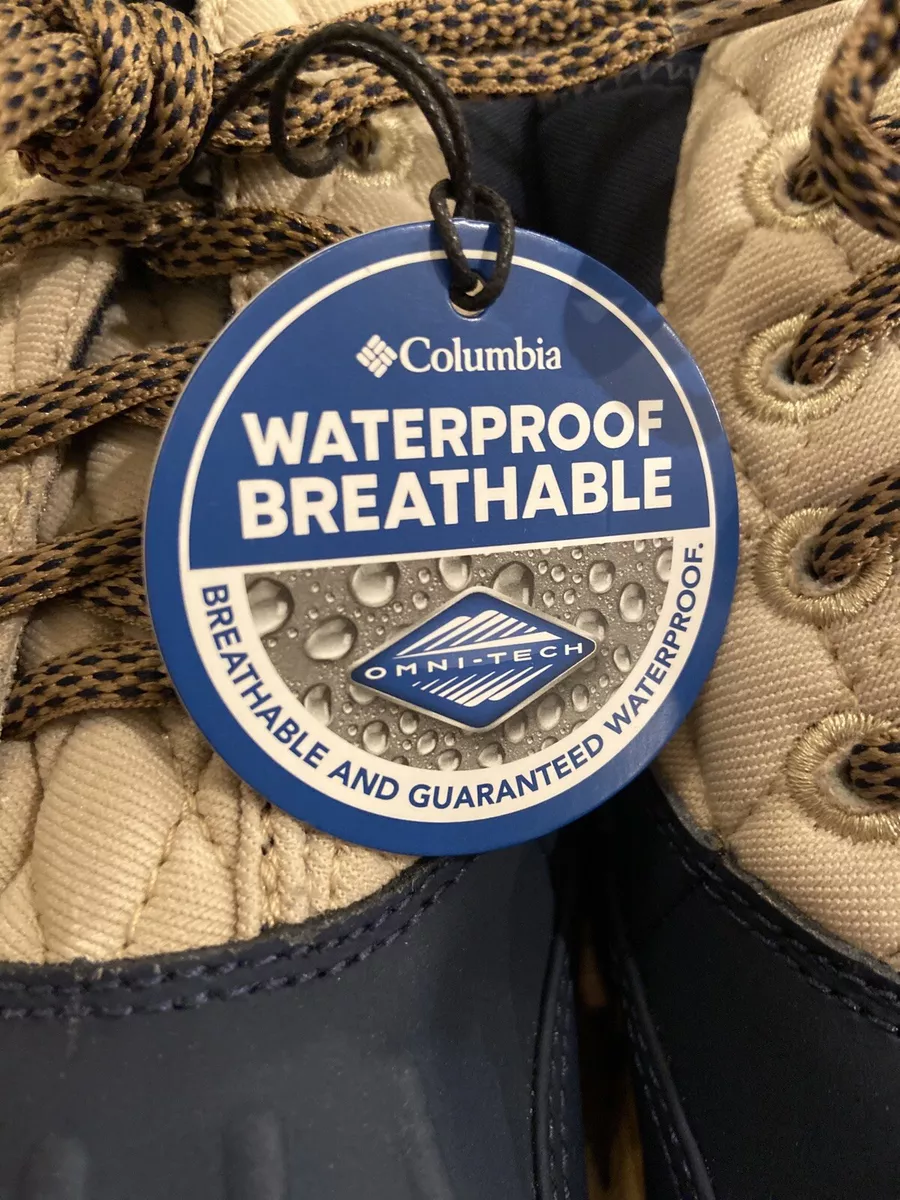 Columbia
WATERPROOF
BREATHABLE
OMNI-TECH
BREATHABLE AND GUARANTEED WATERPROOF.